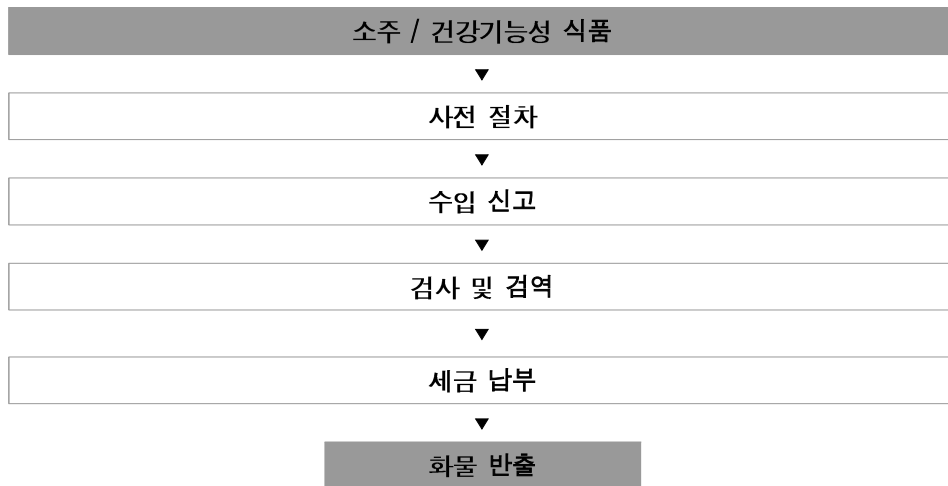 소주 / 건강기능성 식품
▼
사전 절차
▼
수입 신고
▼
검사 및 검역
▼
세금 납부
▼
화물 반출